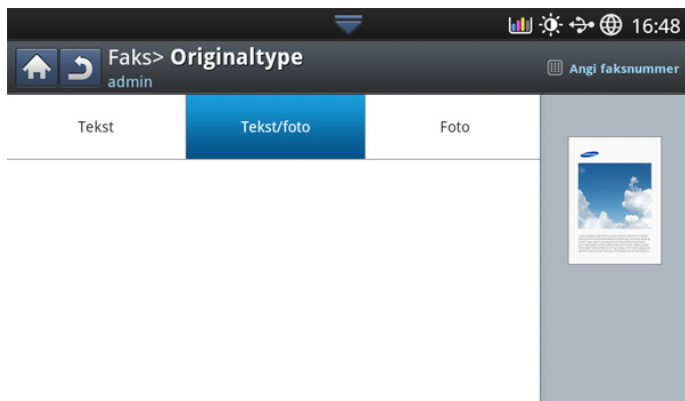 16:48
Faks> Originaltype
admin
Angi faksnummer
Tekst
Tekst/foto
Foto